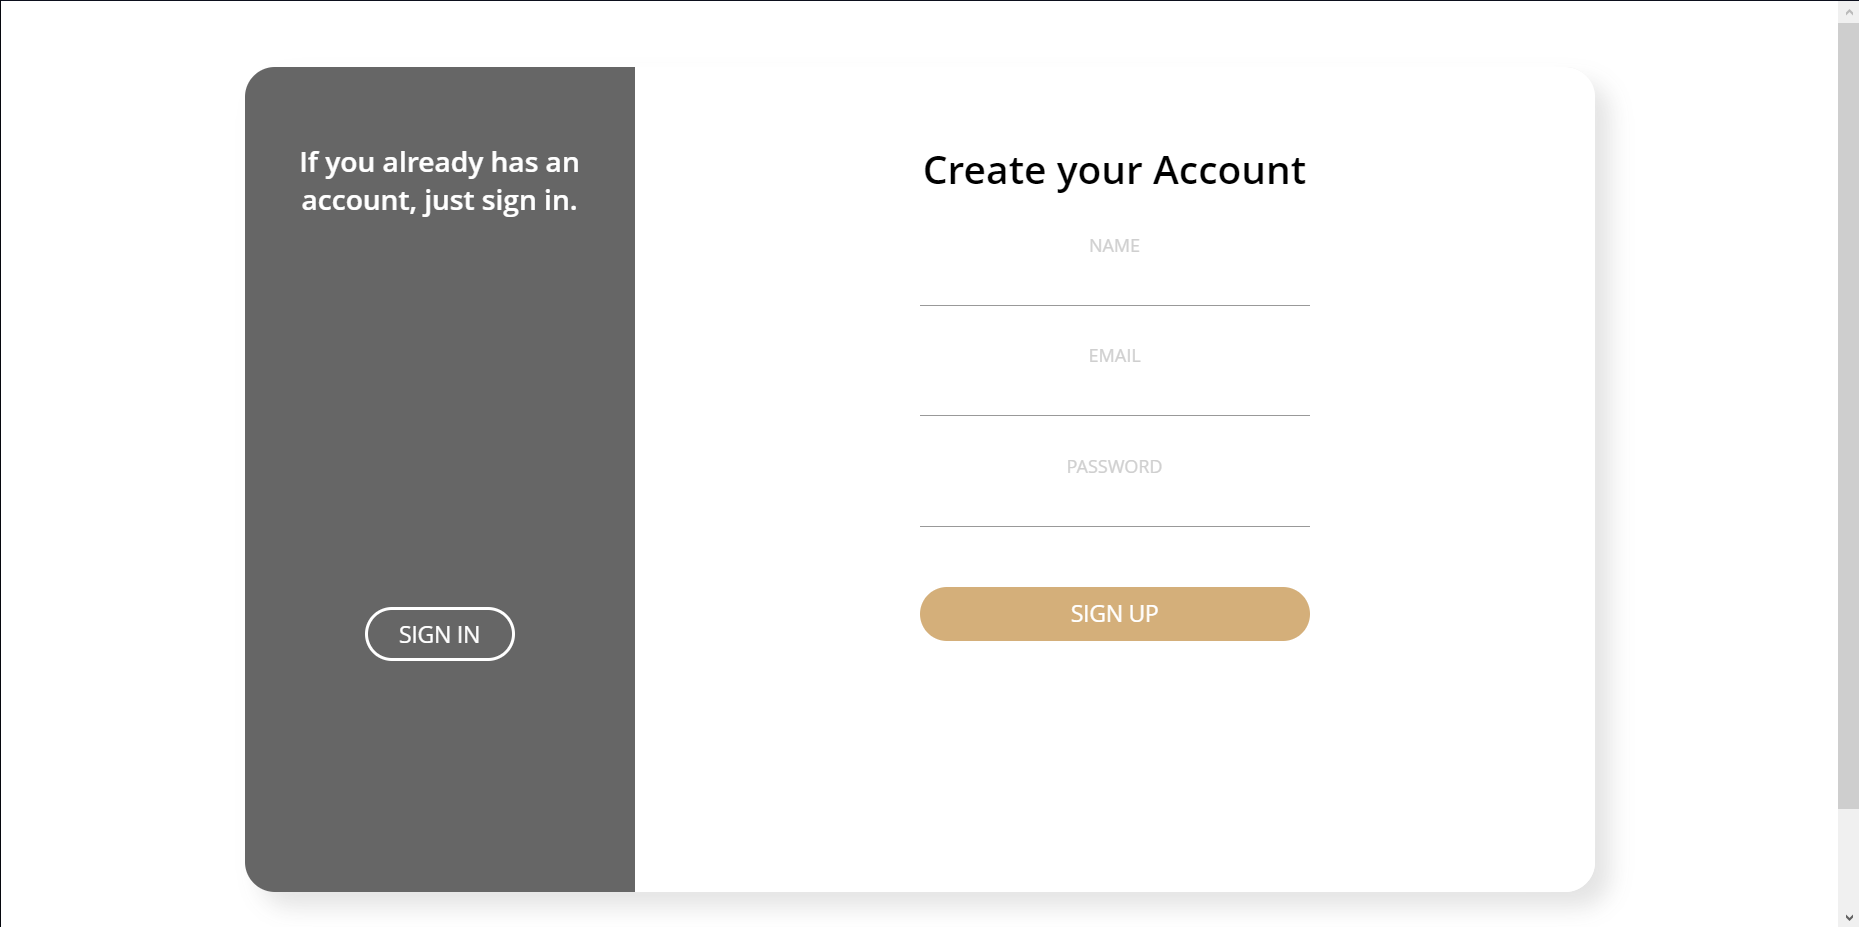 If you already has an
account, just sign in.
SIGN IN
Create your Account
NAME
EMAIL
PASSWORD
SIGN UP